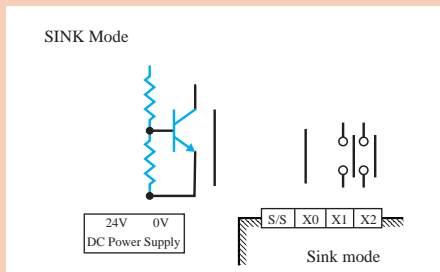 SINK Mode
24V 0V
DC Power Supply
S/S X0 X1 X2
Sink mode